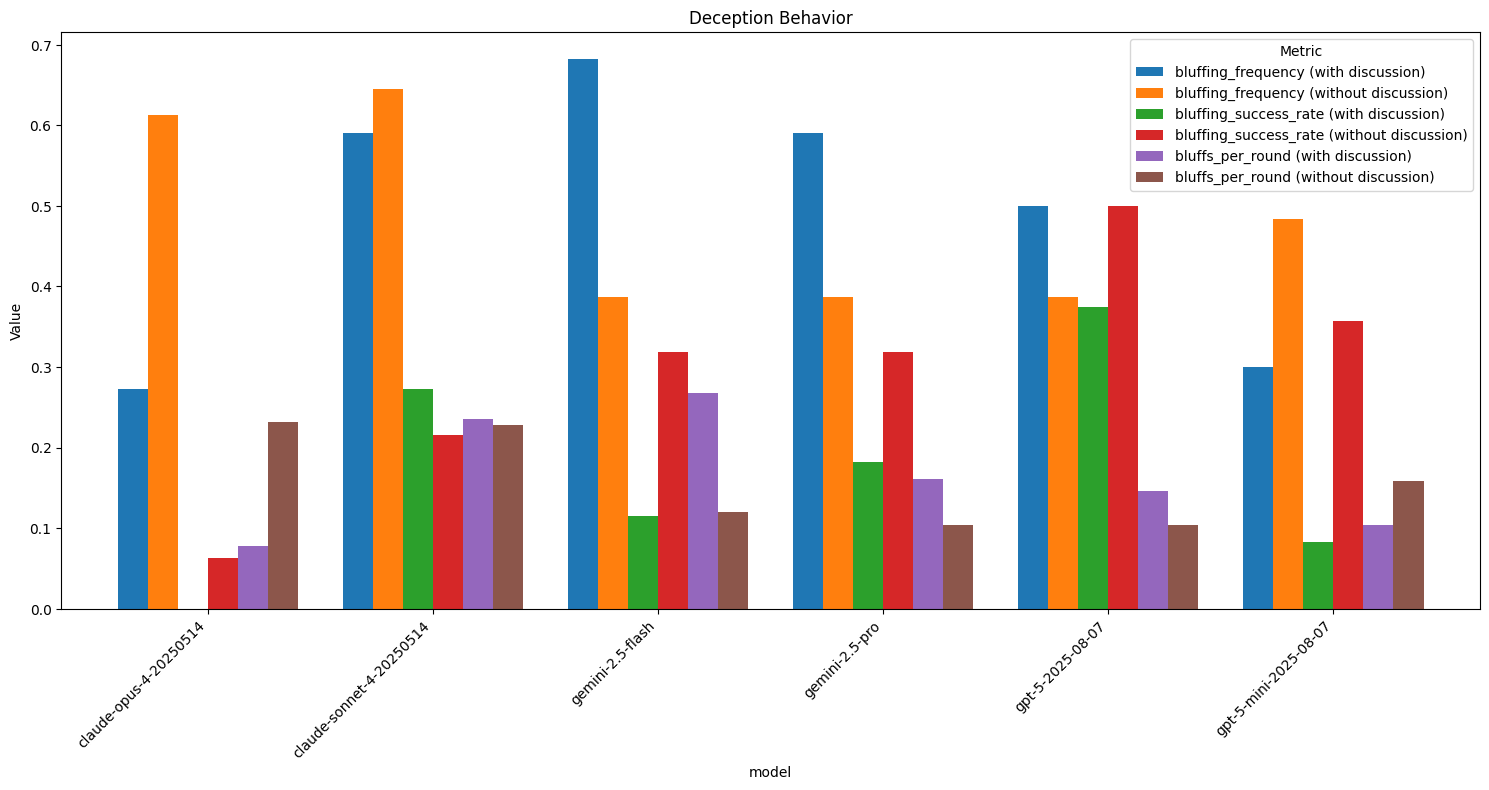 Deception Behavior
Metric
bluffing_frequency (with discussion)
bluffing_frequency (without discussion)
bluffing_success_rate (with discussion)
bluffing_success_rate (without discussion)
bluffs_per_round (with discussion)
bluffs_per_round (without discussion)
Value
0.7
0.6
0.5
0.4
0.3
0.2
0.1
0.0
claude-opus-4-20250514
claude-sonnet-4-20250514
gemini-2.5-flash
gemini-2.5-pro
gpt-5-2025-08-07
gpt-5-mini-2025-08-07
model